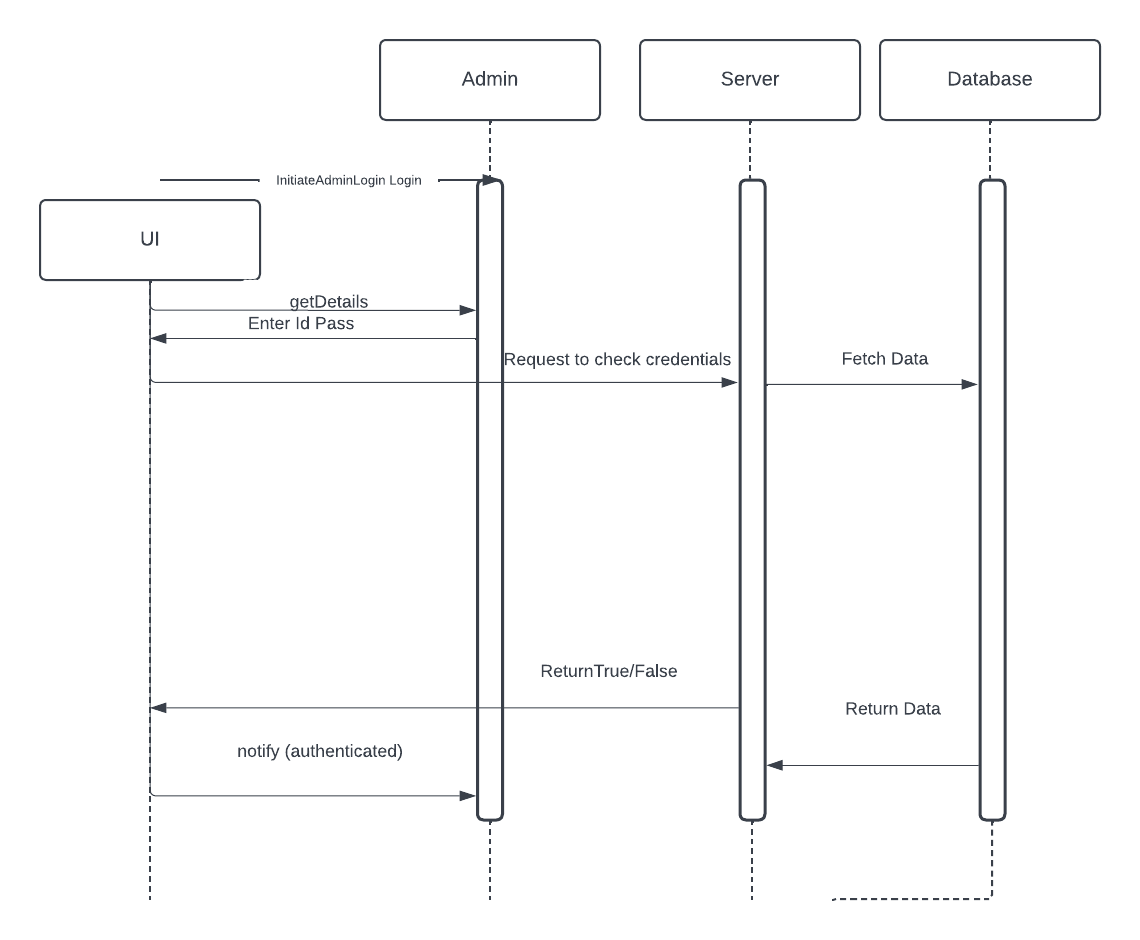 Admin
Server
Database
InitiateAdminLogin Login
UI
getDetails
Enter Id Pass
Request to check credentials
Fetch Data
ReturnTrue/False
Return Data
notify (authenticated)